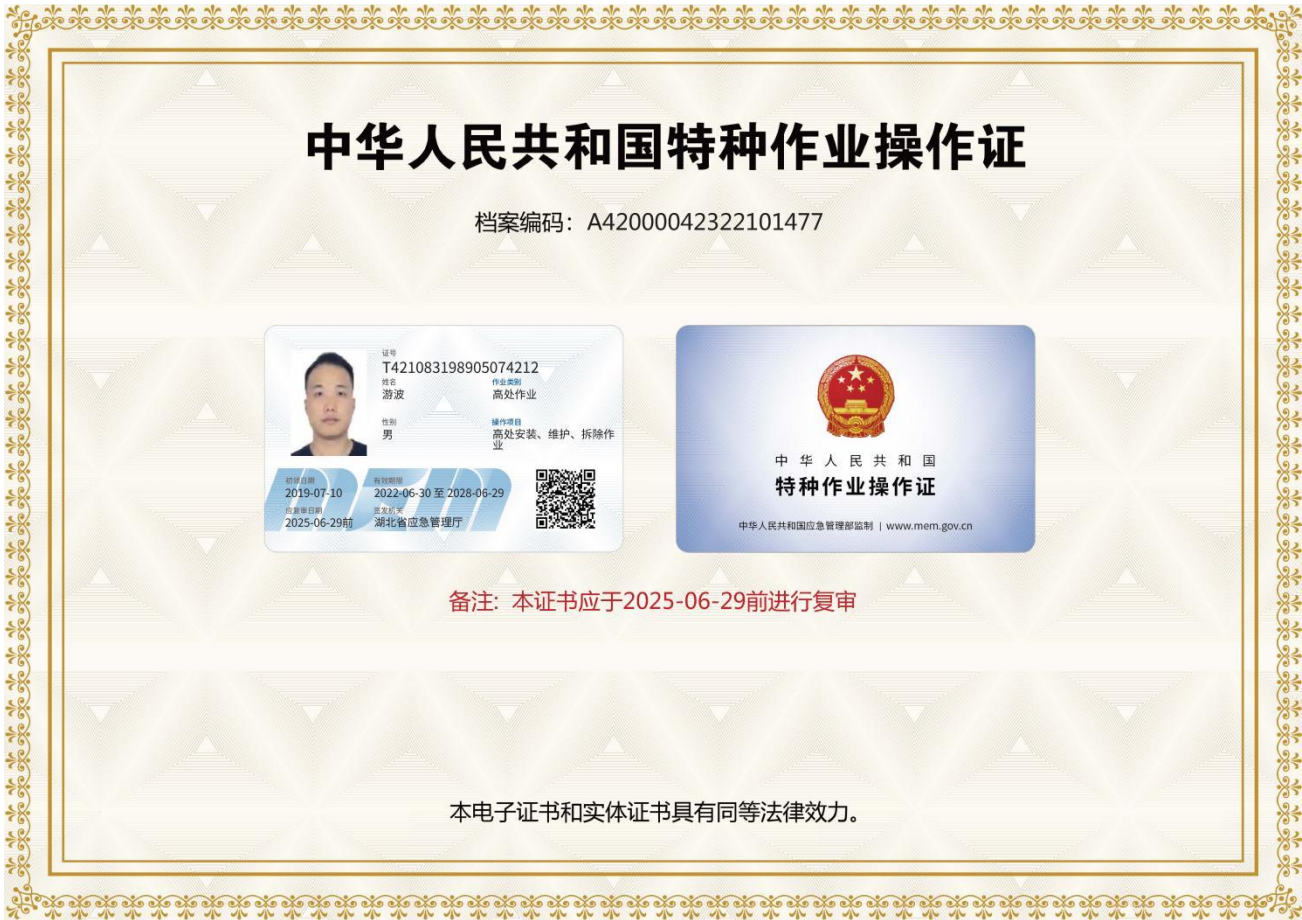 中华人民共和国特种作业操作证
档案编码：A42000042322101477
证号
T421083198905074212
姓名
游波
作业类别
高处作业
性别
男
操作项目
高处安装、维护、拆除作
业
初领日期
2019-07-10
有效期限
2022-06-30 至 2028-06-29
应复审日期
2025-06-29前
签发机关
湖北省应急管理厅
中华人民共和国
特种作业操作证
中华人民共和国应急管理部监制 | www.mem.gov.cn
备注：本证书应于2025-06-29前进行复审
本电子证书和实体证书具有同等法律效力。